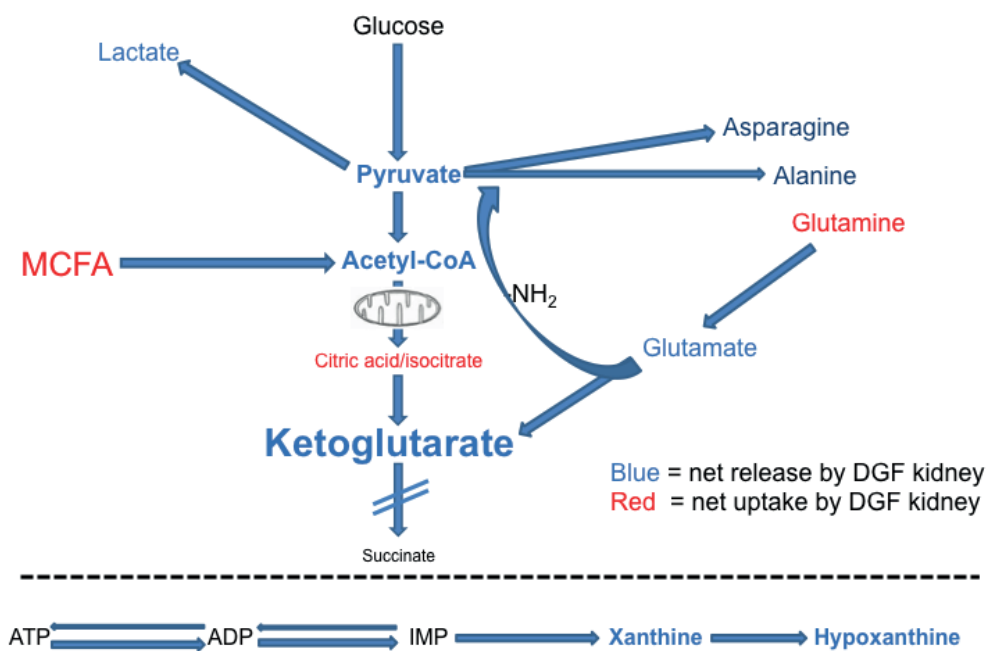 Glucose
Lactate
Asparagine
Pyruvate
Alanine
Glutamine
MCFA
Acetyl-CoA
-NH₂
Glutamate
Citric acid/isocitrate
Ketoglutarate
Blue = net release by DGF kidney
Red = net uptake by DGF kidney
Succinate
ATP ADP IMP Xanthine Hypoxanthine